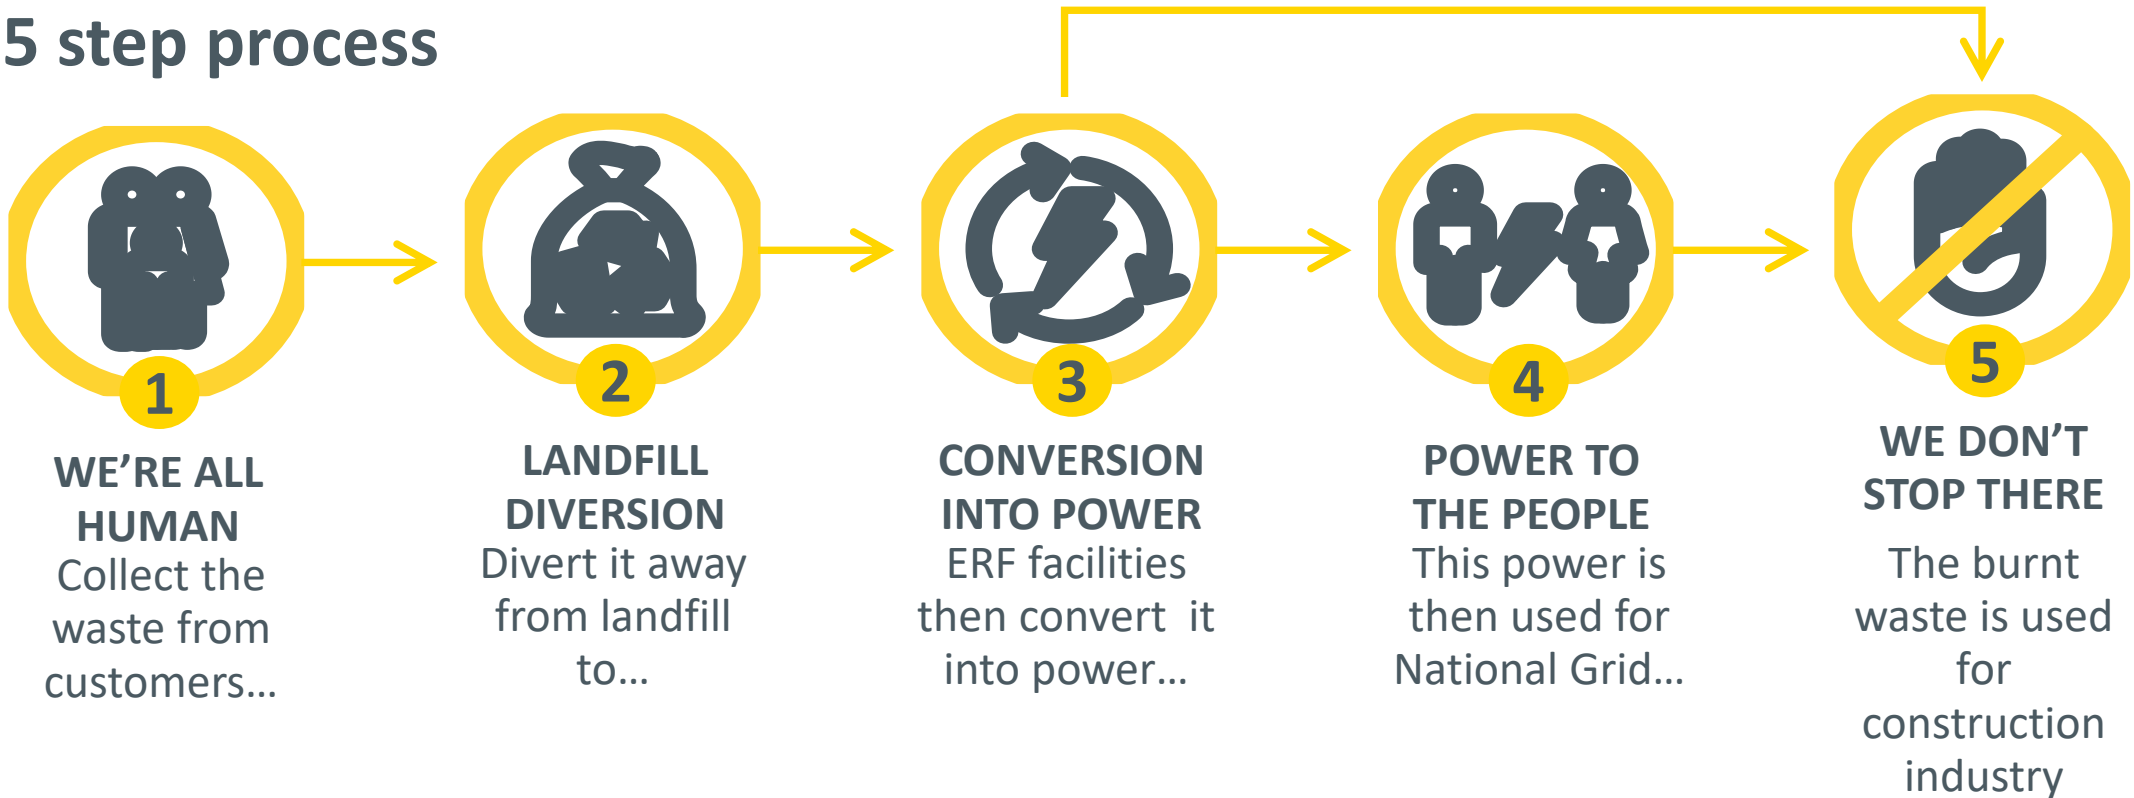 5 step process
1
WE’RE ALL
HUMAN
Collect the
waste from
customers…
2
LANDFILL
DIVERSION
Divert it away
from landfill
to…
3
CONVERSION
INTO POWER
ERF facilities
then convert  it
into power…
4
POWER TO
THE PEOPLE
This power is
then used for
National Grid…
5
WE DON’T
STOP THERE
The burnt
waste is used
for
construction
industry